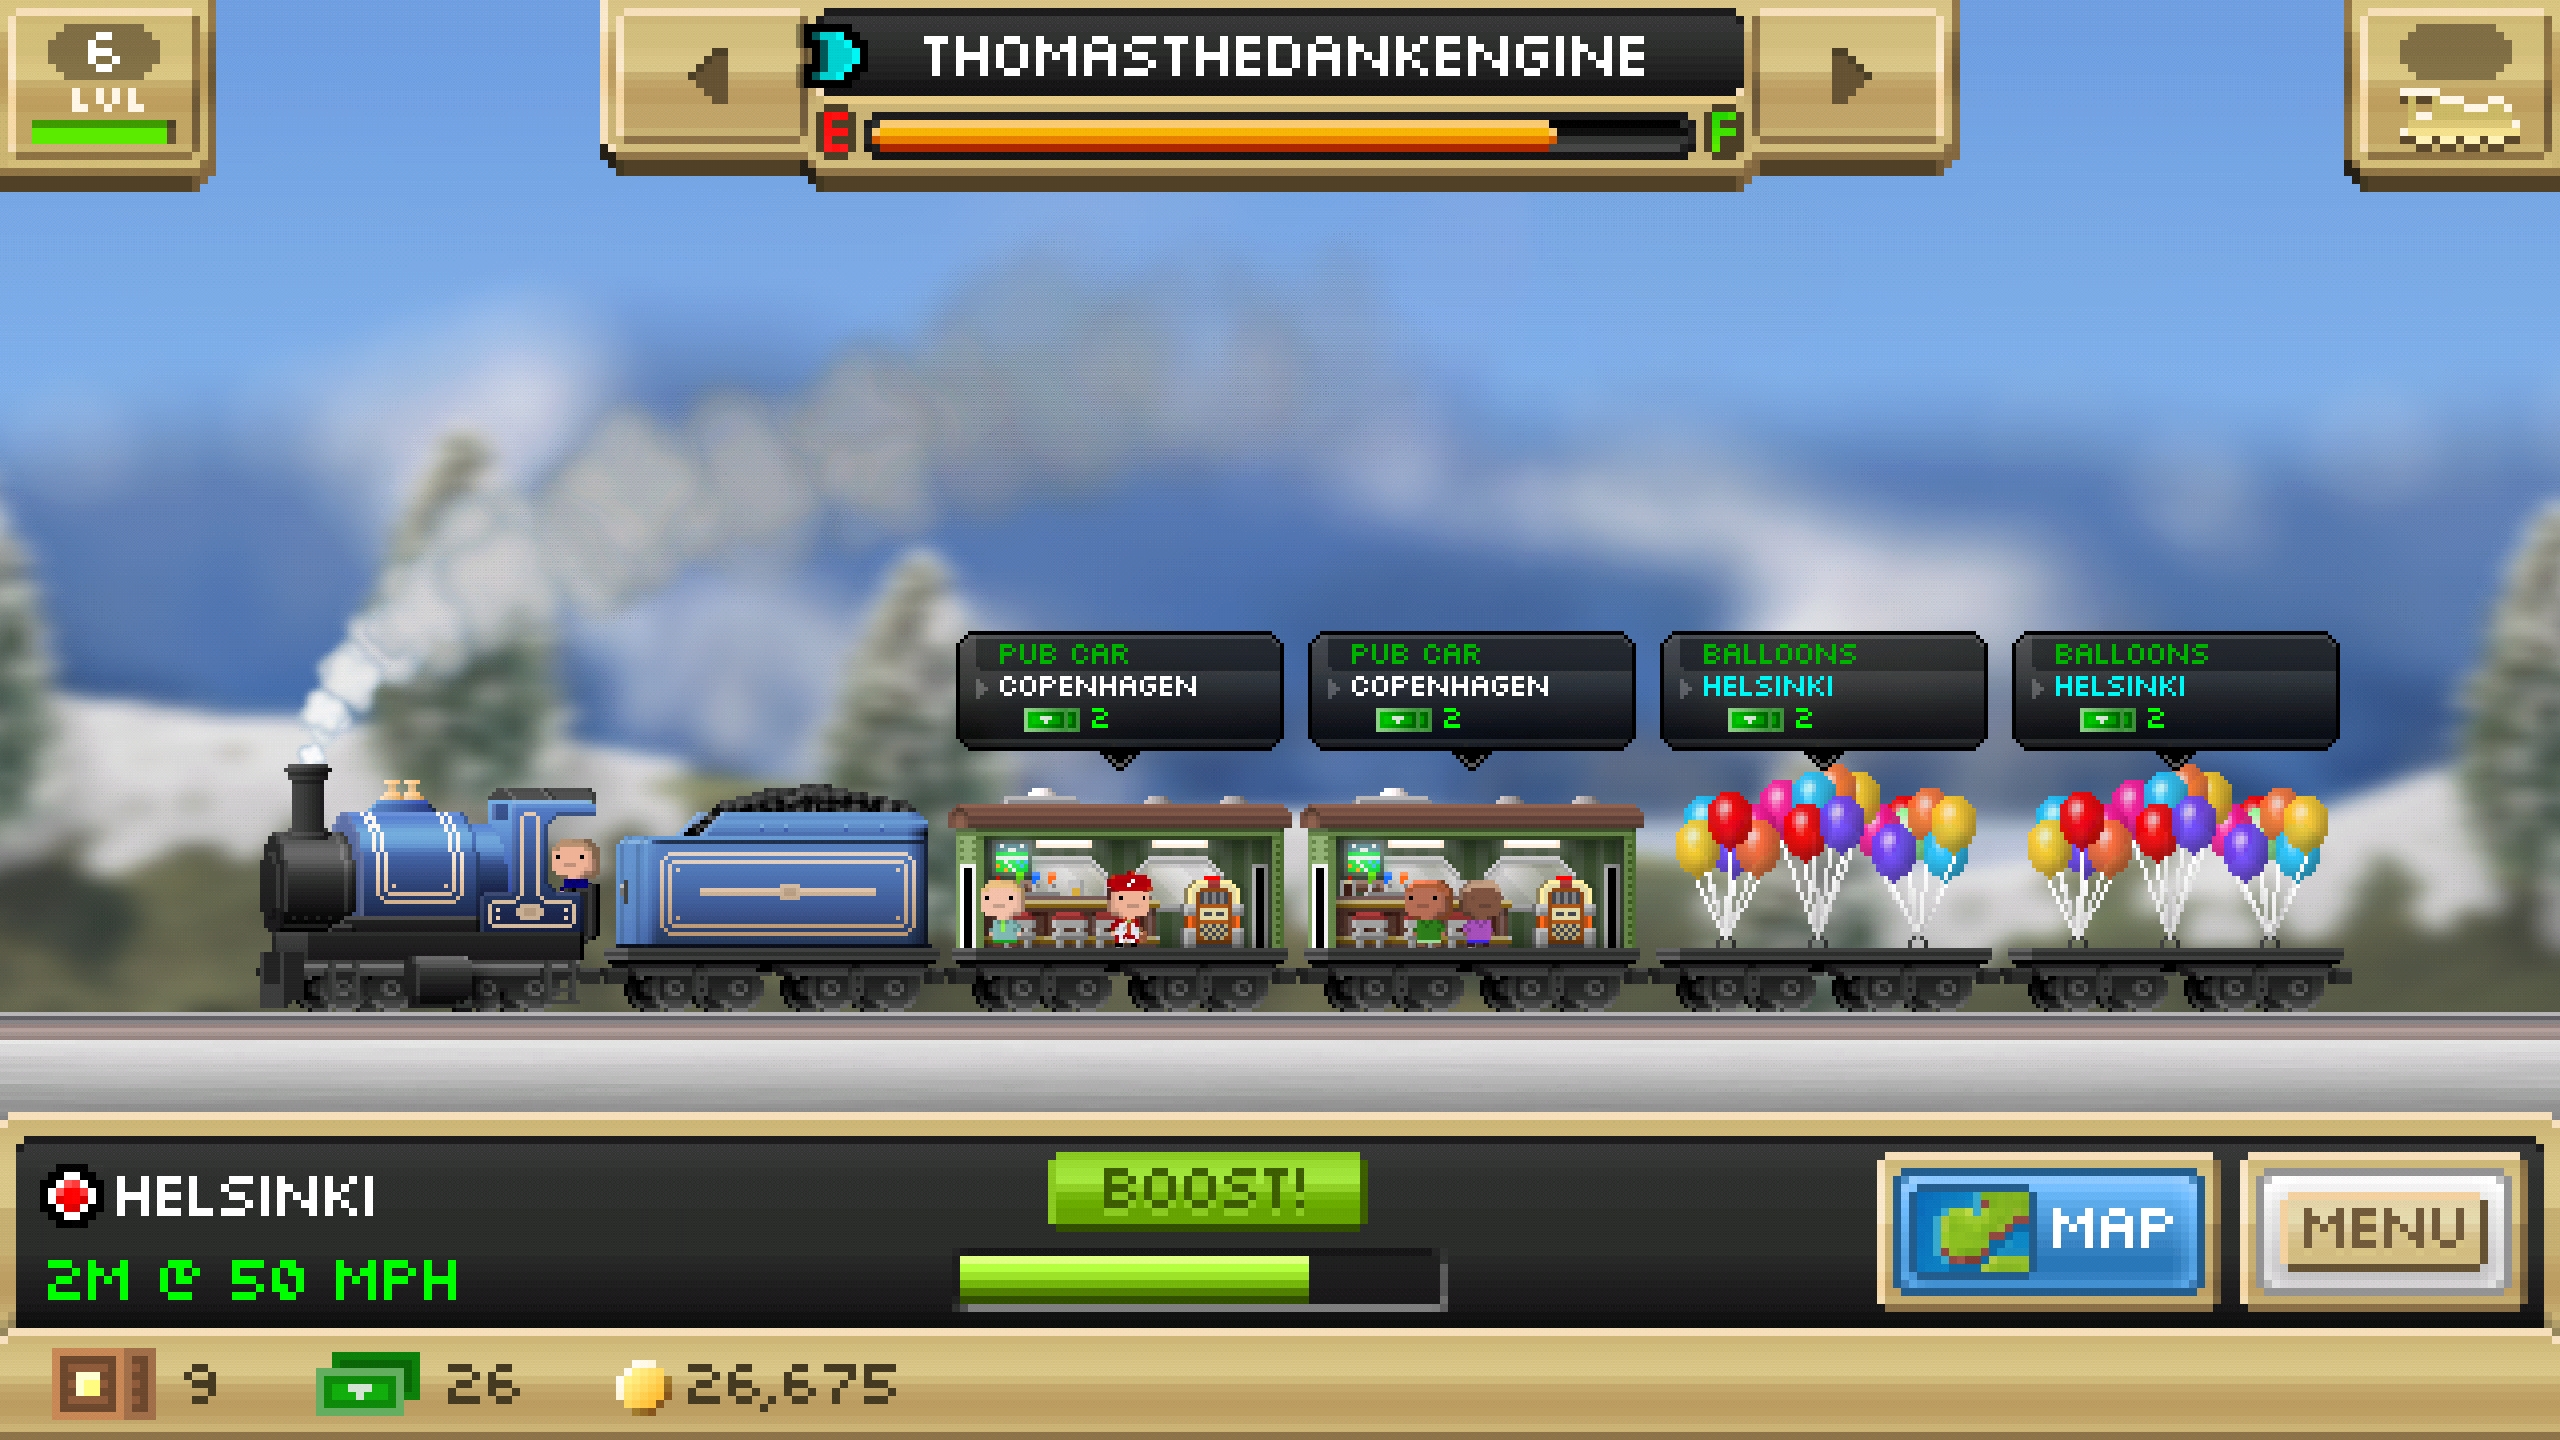 6
LVL
THOMASTHEDANKENGINE
E F
PUB CAR
COPENHAGEN
2
PUB CAR
COPENHAGEN
2
BALLOONS
HELSINKI
2
BALLOONS
HELSINKI
2
HELSINKI
2M @ 50 MPH
BOOST!
MAP
MENU
9 26 26,675